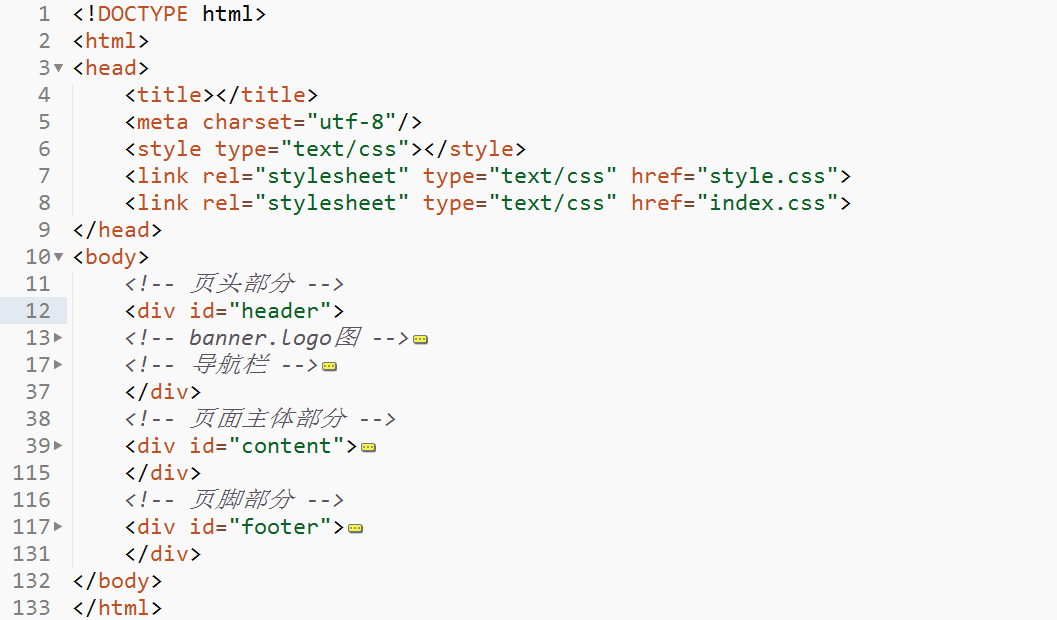 1 <!DOCTYPE html>
2 <html>
3 <head>
4 <title></title>
5 <meta charset="utf-8"/>
6 <style type="text/css"></style>
7 <link rel="stylesheet" type="text/css" href="style.css">
8 <link rel="stylesheet" type="text/css" href="index.css">
9 </head>
10 <body>
11 <!-- 页头部分 -->
12 <div id="header">
13 <!-- banner.logo图 -->
17 <!-- 导航栏 -->
37 </div>
38 <!-- 页面主体部分 -->
39 <div id="content">
115 </div>
116 <!-- 页脚部分 -->
117 <div id="footer">
131 </div>
132 </body>
133 </html>